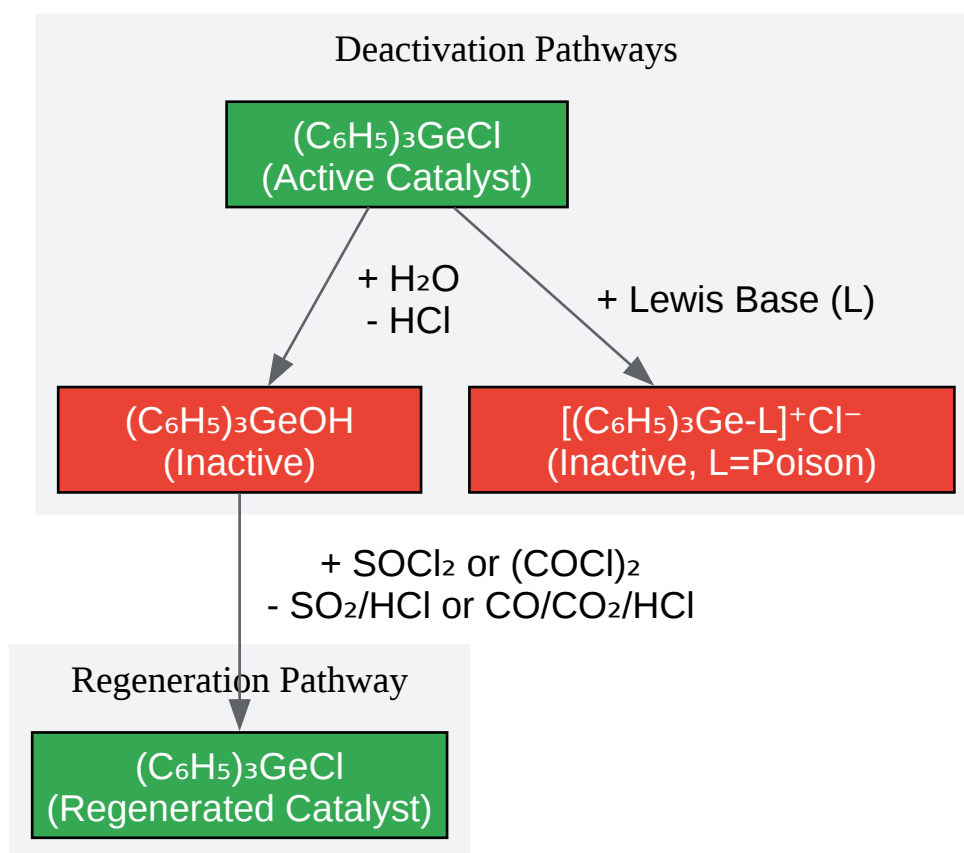 Deactivation Pathways
(C₆H₅)₃GeCl
(Active Catalyst)
+ H₂O
- HCl
+ Lewis Base (L)
(C₆H₅)₃GeOH
(Inactive)
[(C₆H₅)₃Ge-L]⁺Cl⁻
(Inactive, L=Poison)
+ SOCl₂ or (COCl)₂
- SO₂/HCl or CO/CO₂/HCl
Regeneration Pathway
(C₆H₅)₃GeCl
(Regenerated Catalyst)